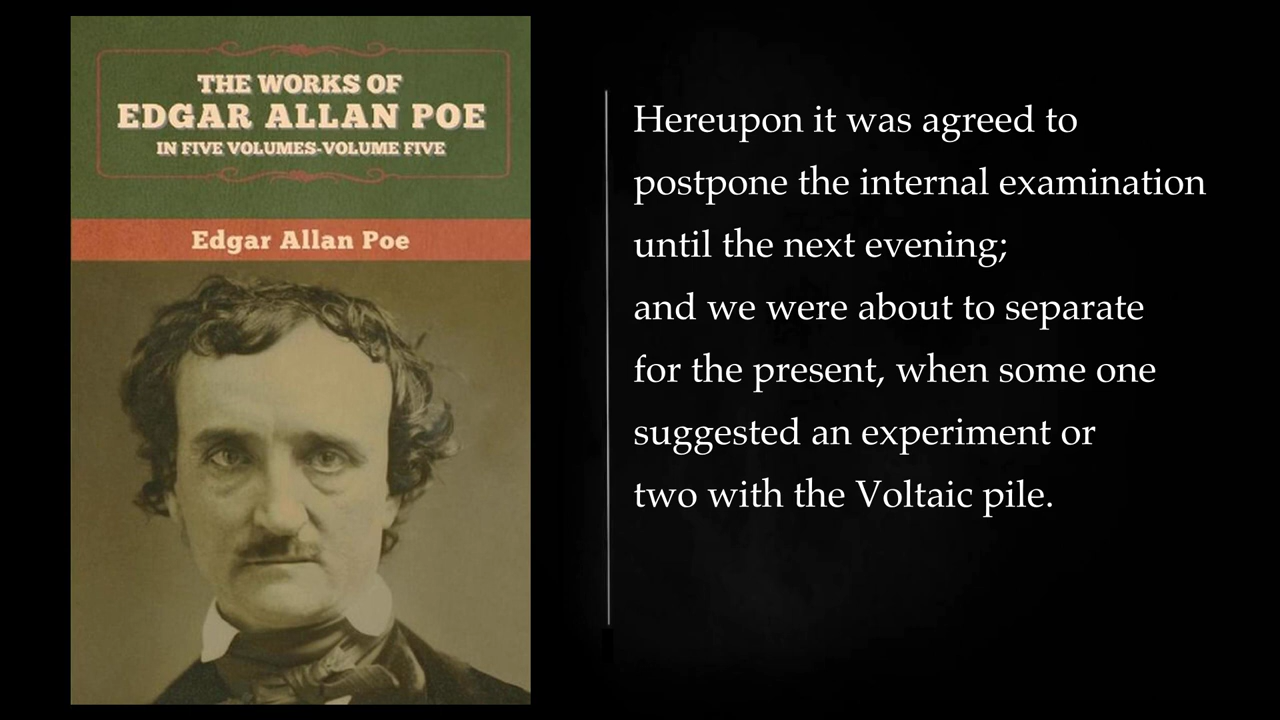 THE WORKS OF
EDGAR ALLAN POE
IN FIVE VOLUMES-VOLUME FIVE
Edgar Allan Poe
Hereupon it was agreed to
postpone the internal examination
until the next evening;
and we were about to separate
for the present, when some one
suggested an experiment or
two with the Voltaic pile.